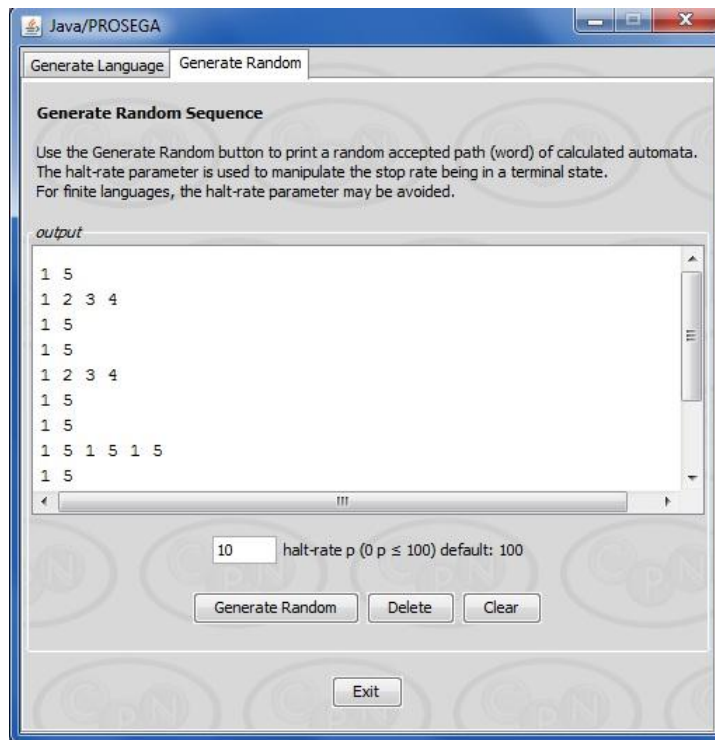 Java/PROSEGA
Generate Language Generate Random
Generate Random Sequence
Use the Generate Random button to print a random accepted path (word) of calculated automata.
The halt-rate parameter is used to manipulate the stop rate being in a terminal state.
For finite languages, the halt-rate parameter may be avoided.
output
1 5
1 2 3 4
1 5
1 5
1 2 3 4
1 5
1 5
1 5 1 5 1 5
1 5
10 halt-rate p (0 p ≤ 100) default: 100
Generate Random Delete Clear
Exit